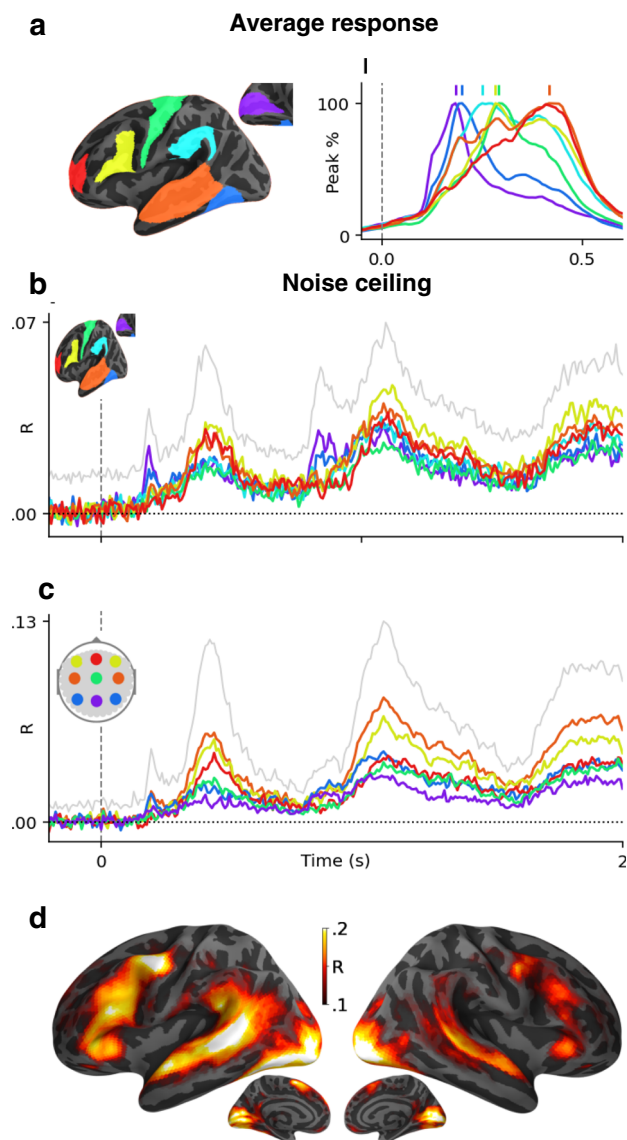 a
Average response
100
Peak %
0
0.0
0.5
b
Noise ceiling
.07
R
.00
c
.13
R
.00
0
Time (s)
2
d
.2
R
.1